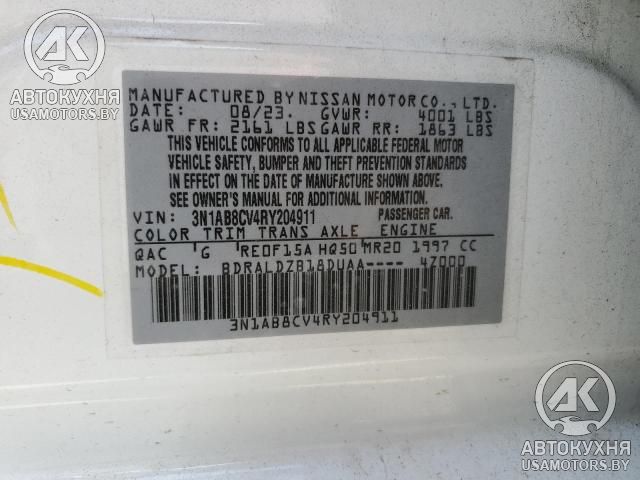 AK
АВТОКУХНЯ
USAMOTORS.BY
MANUFACTURED BY NISSAN MOTOR CO., LTD.
DATE: 08/23. GVWR: 4001 LBS
GAWR FR: 2161 LBS GAWR RR: 1863 LBS
THIS VEHICLE CONFORMS TO ALL APPLICABLE FEDERAL MOTOR
VEHICLE SAFETY, BUMPER AND THEFT PREVENTION STANDARDS
IN EFFECT ON THE DATE OF MANUFACTURE SHOWN ABOVE.
SEE OWNER'S MANUAL FOR ADDITIONAL INFORMATION.
VIN: 3N1AB8CV4RY204911 PASSENGER CAR.
COLOR TRIM TRANS AXLE ENGINE
QAC G RE0F15A HQ50 MR20 1997 CC
MODEL: BDRALDZB18DUAA---- 4Z000
3N1AB8CV4RY204911
AK
АВТОКУХНЯ
USAMOTORS.BY